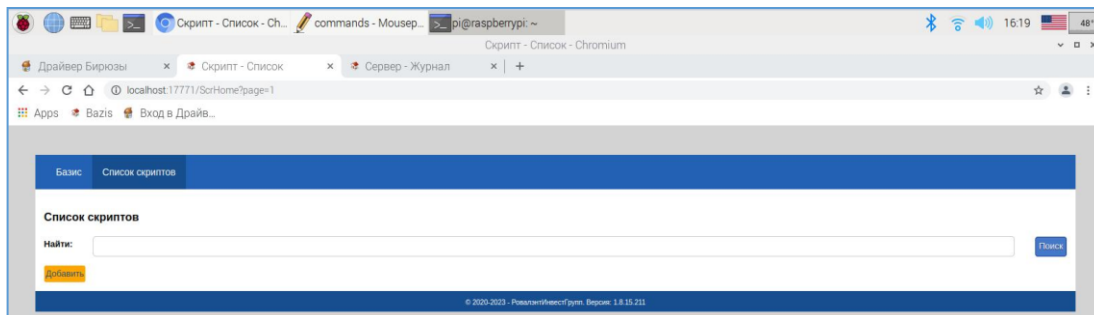 Скрипт - Список - Ch... commands - Mousep... pi@raspberrypi: ~ 16:19 48°
Скрипт - Список - Chromium
Драйвер Бирюзы × Скрипт - Список × Сервер - Журнал × +
localhost:17771/ScrHome?page=1
Apps Bazis Вход в Драйв...
Базис Список скриптов
Список скриптов
Найти: Поиск
Добавить
© 2020-2023 - РовалэнтИнвестГрупп. Версия: 1.8.15.211